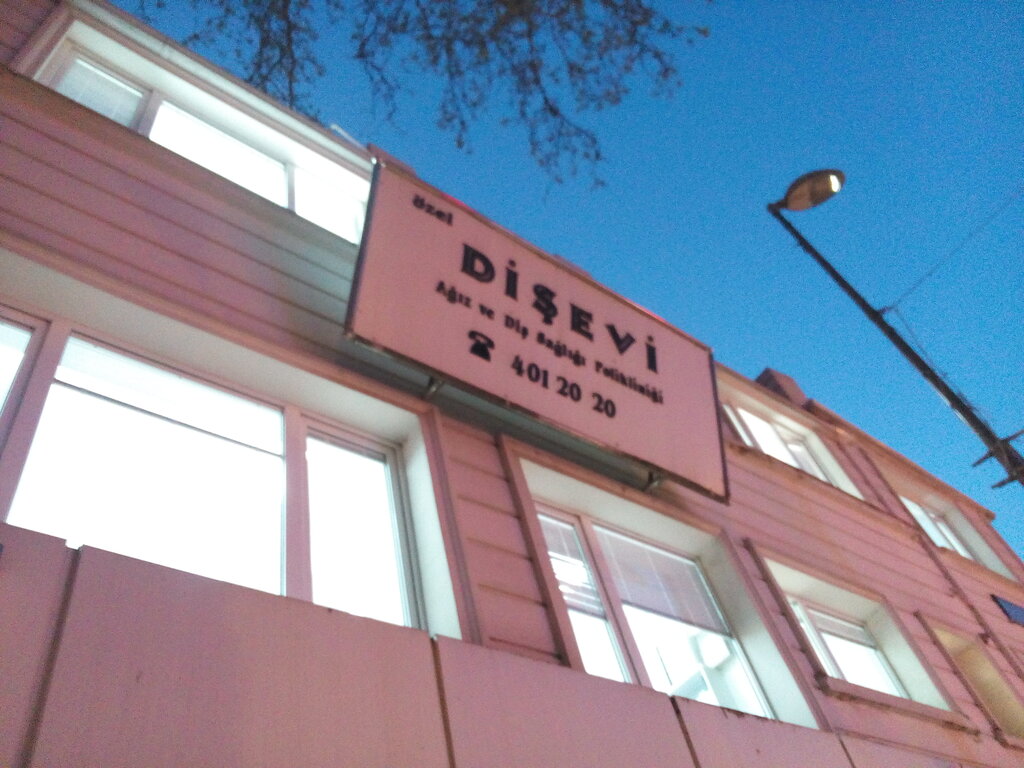 özel
DİŞEVİ
Ağız ve Diş Sağlığı Polikliniği
☎ 401 20 20